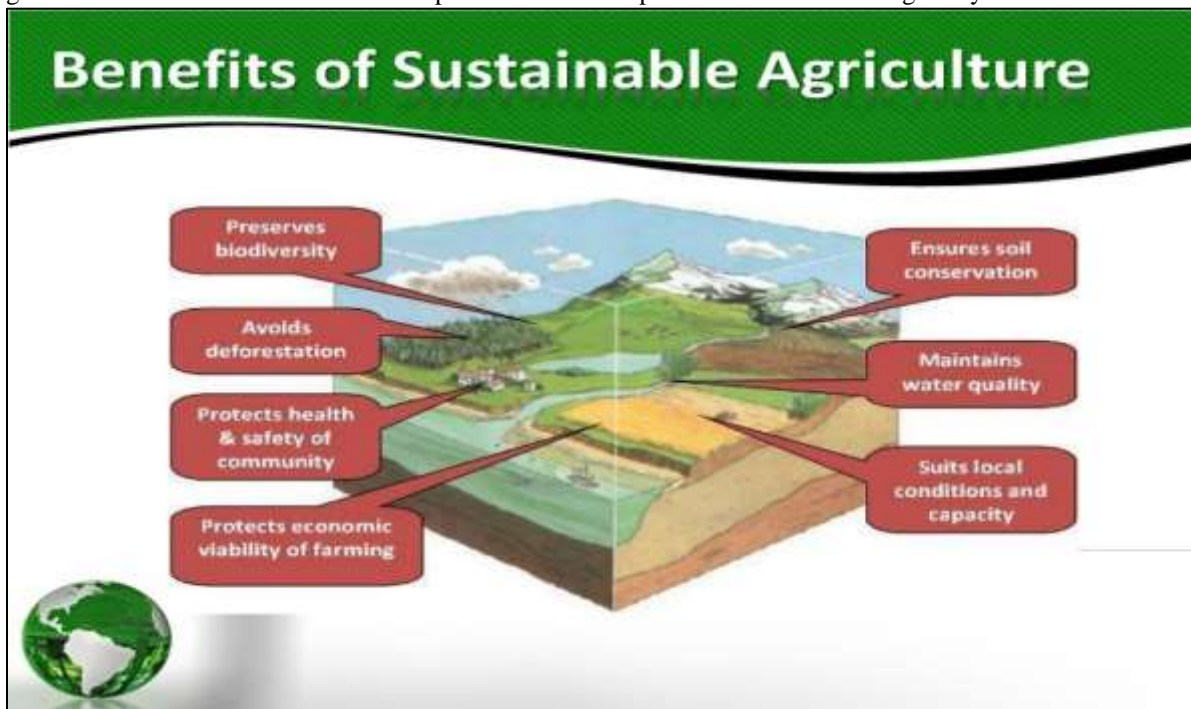 Benefits of Sustainable Agriculture
Preserves
biodiversity
Avoids
deforestation
Protects health
& safety of
community
Protects economic
viability of farming
Ensures soil
conservation
Maintains
water quality
Suits local
conditions and
capacity